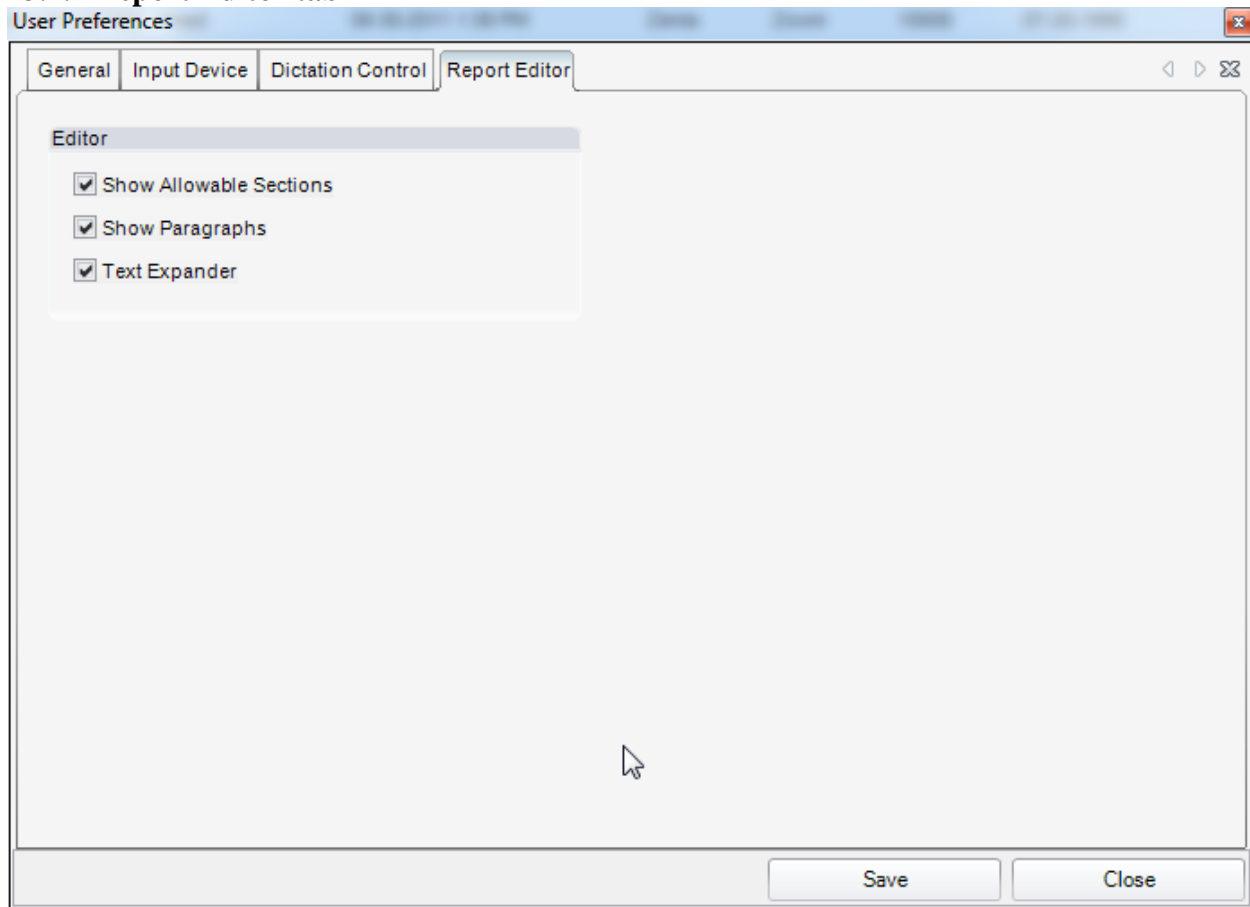 User Preferences
General Input Device Dictation Control Report Editor
Editor
Show Allowable Sections
Show Paragraphs
Text Expander
Save Close